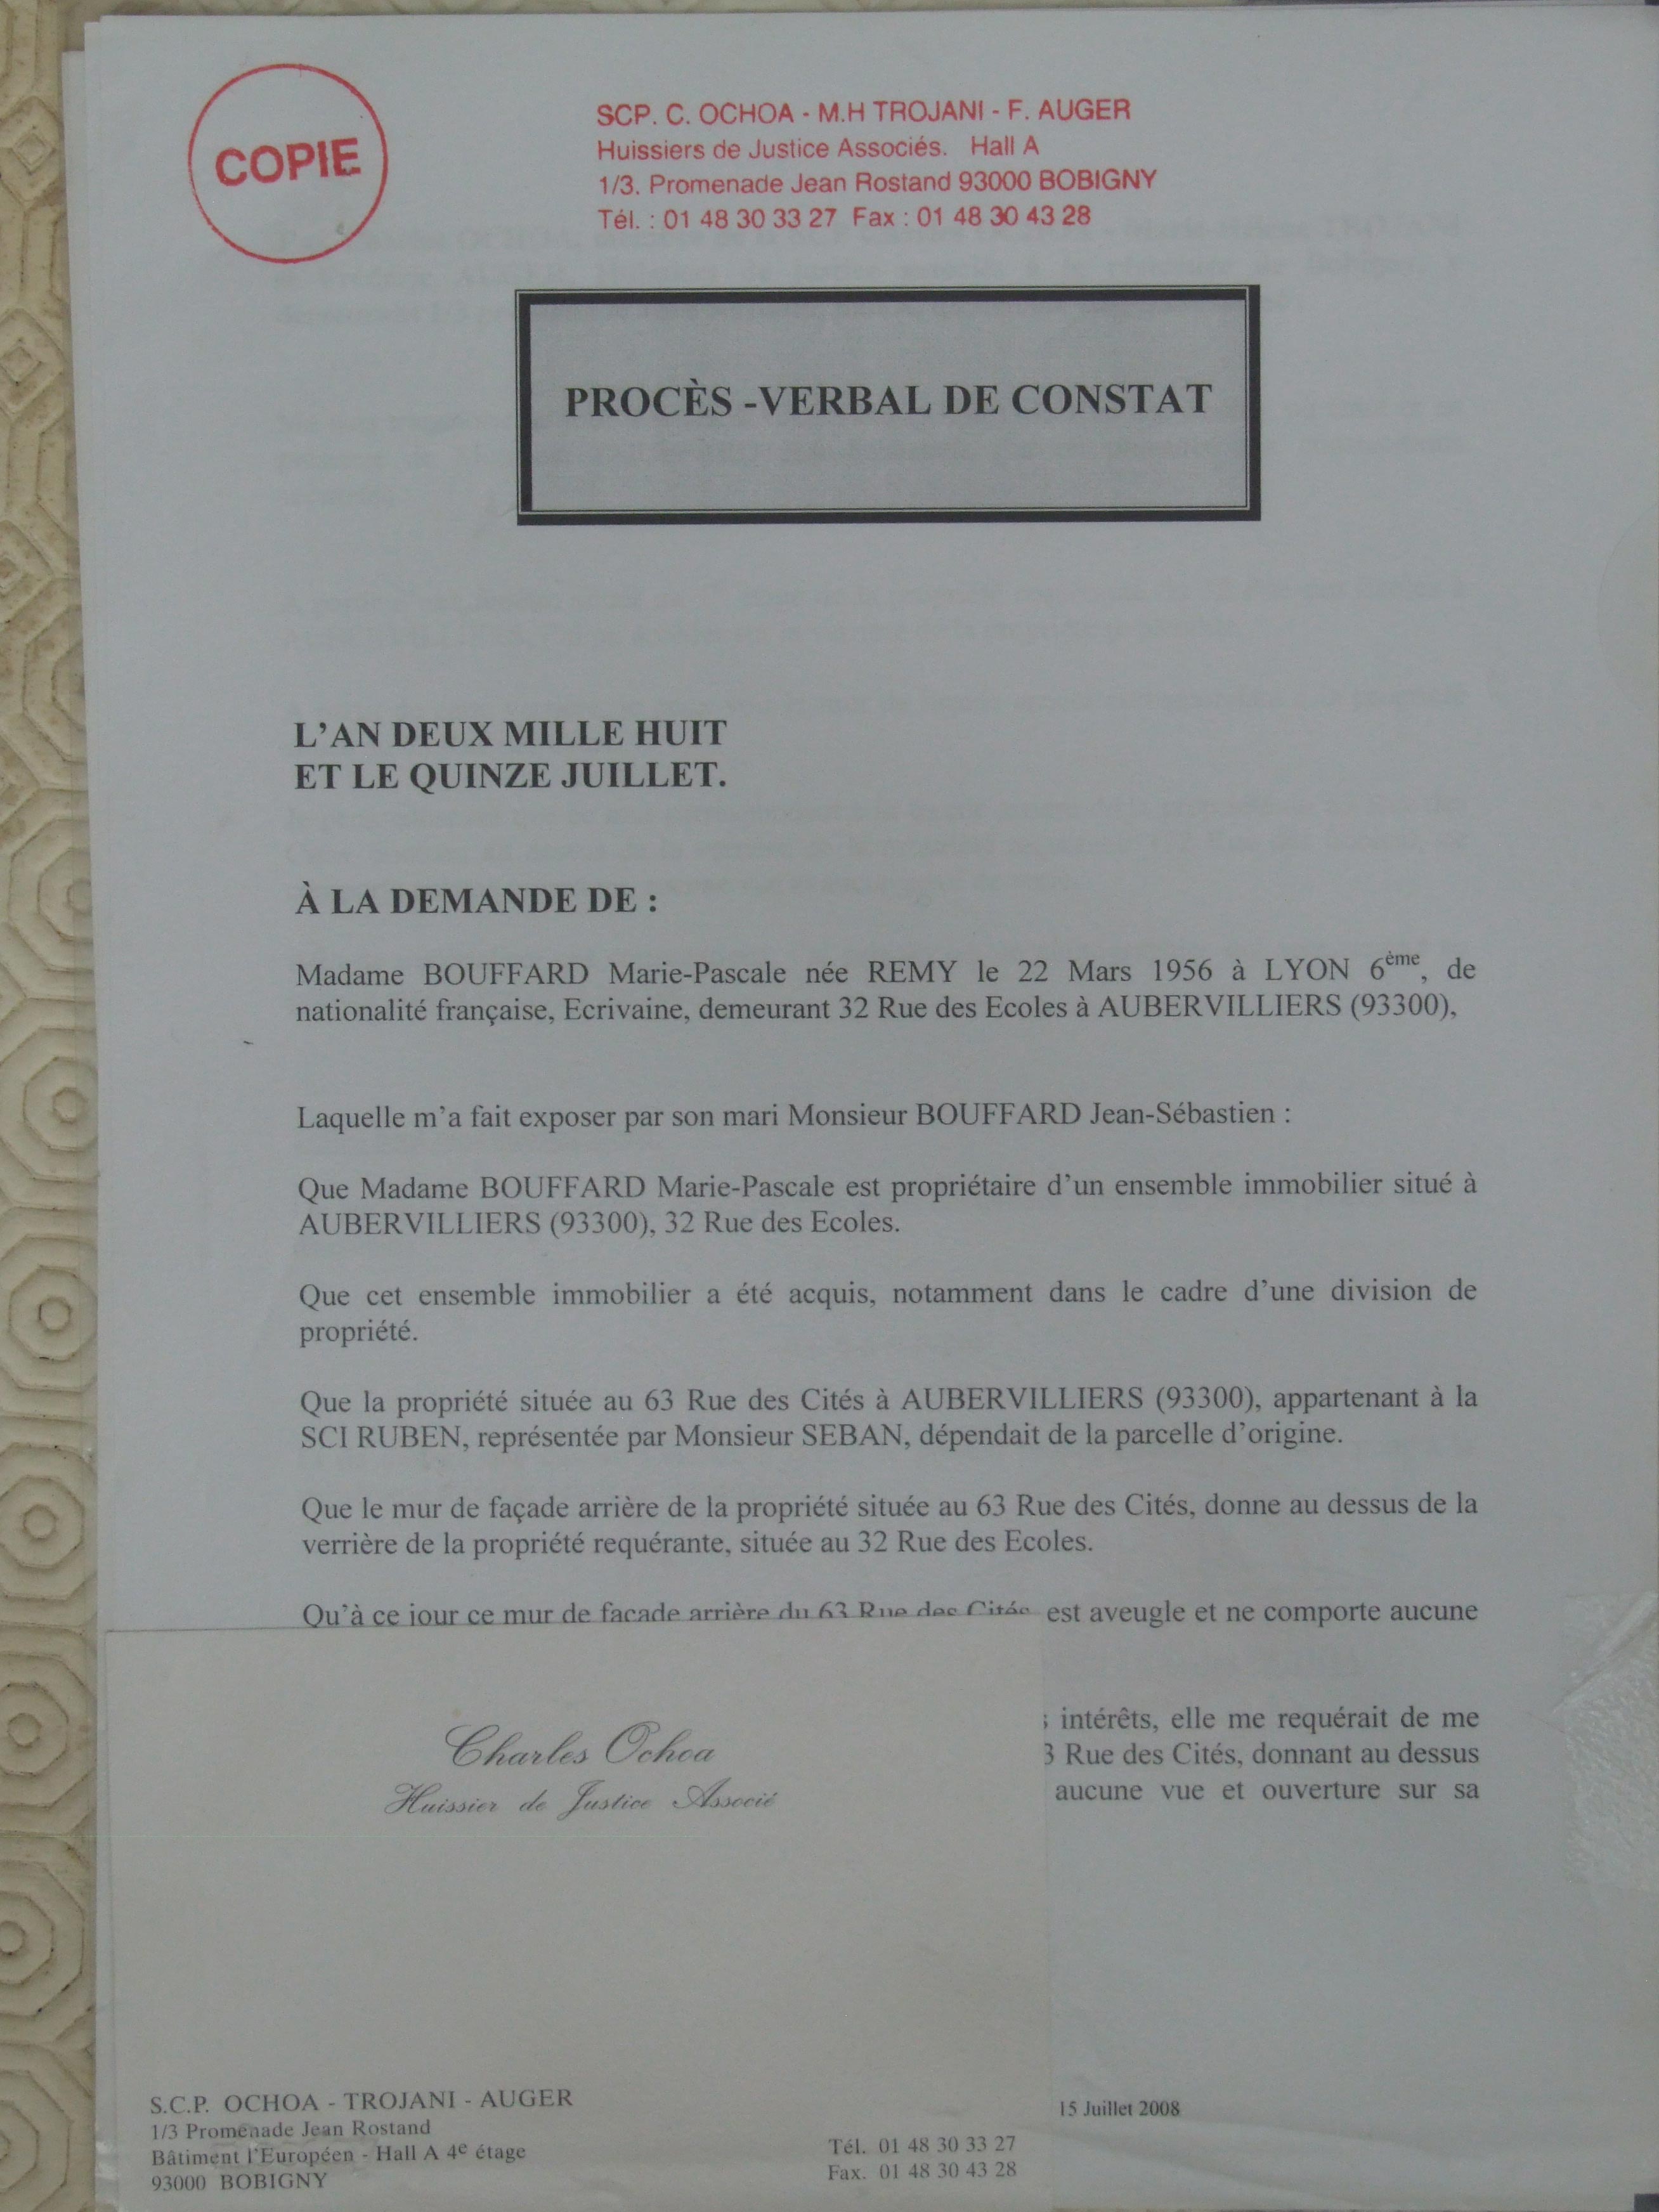 COPIE
SCP. C. OCHOA - M.H TROJANI - F. AUGER
Huissiers de Justice Associés. Hall A
1/3. Promenade Jean Rostand 93000 BOBIGNY
Tél. : 01 48 30 33 27 Fax : 01 48 30 43 28
PROCÈS -VERBAL DE CONSTAT
L'AN DEUX MILLE HUIT
ET LE QUINZE JUILLET.
À LA DEMANDE DE :
Madame BOUFFARD Marie-Pascale née REMY le 22 Mars 1956 à LYON 6ème, de
nationalité française, Ecrivaine, demeurant 32 Rue des Ecoles à AUBERVILLIERS (93300),
Laquelle m'a fait exposer par son mari Monsieur BOUFFARD Jean-Sébastien :
Que Madame BOUFFARD Marie-Pascale est propriétaire d'un ensemble immobilier situé à
AUBERVILLIERS (93300), 32 Rue des Ecoles.
Que cet ensemble immobilier a été acquis, notamment dans le cadre d'une division de
propriété.
Que la propriété située au 63 Rue des Cités à AUBERVILLIERS (93300), appartenant à la
SCI RUBEN, représentée par Monsieur SEBAN, dépendait de la parcelle d'origine.
Que le mur de façade arrière de la propriété située au 63 Rue des Cités, donne au dessus de la
verrière de la propriété requérante, située au 32 Rue des Ecoles.
Qu'à ce jour ce mur de façade arrière du 63 Rue des Cités est aveugle et ne comporte aucune
intérêts, elle me requérait de me
3 Rue des Cités, donnant au dessus
aucune vue et ouverture sur sa
15 Juillet 2008
Charles Ochoa
Huissier de Justice Associé
S.C.P. OCHOA - TROJANI - AUGER
1/3 Promenade Jean Rostand
Bâtiment l'Européen - Hall A 4e étage
93000 BOBIGNY
Tél. 01 48 30 33 27
Fax. 01 48 30 43 28